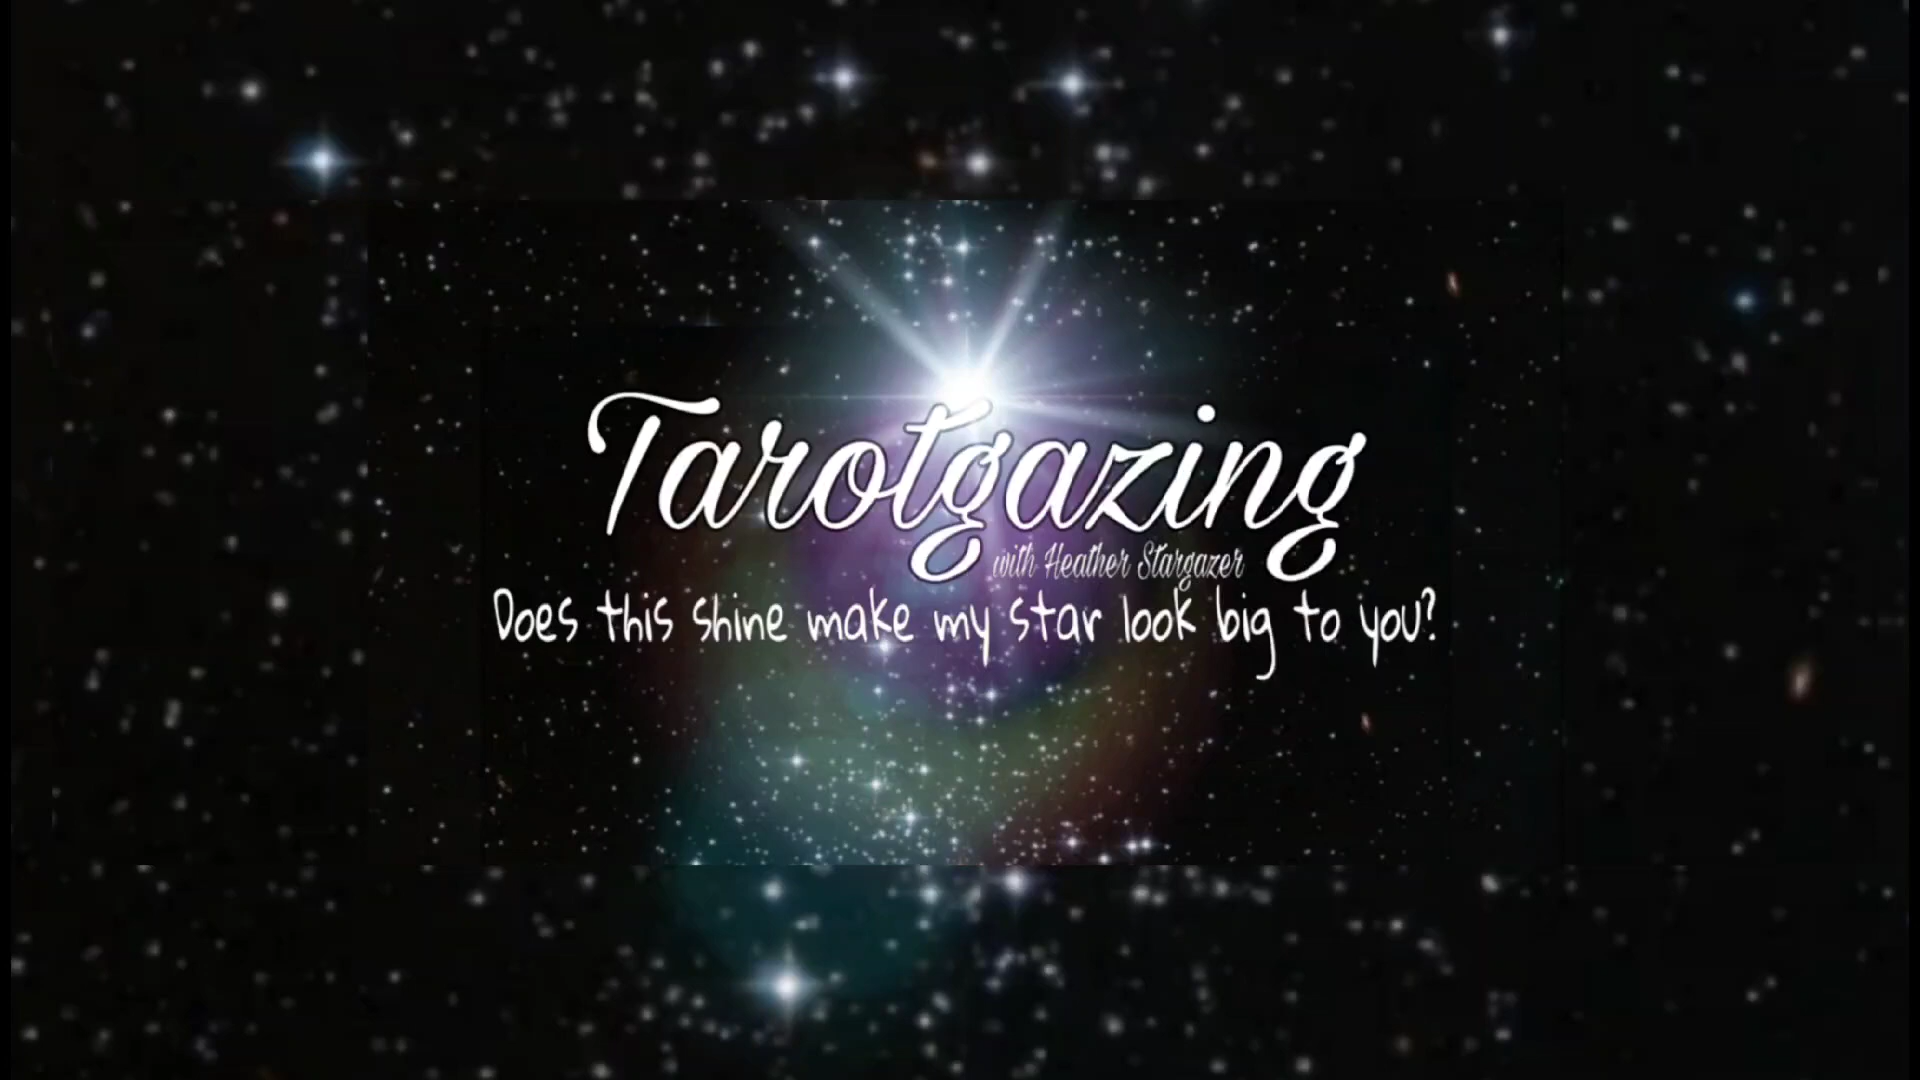 Tarotgazing
with Heather Stargazer
Does this shine make my star look big to you?